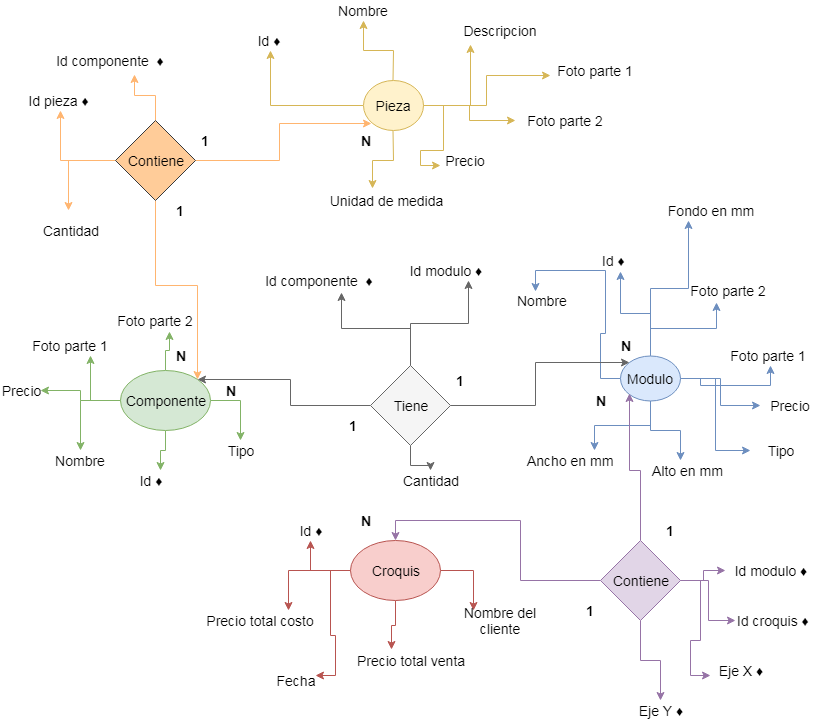 Nombre
Descripcion
Id ♦
Id componente ♦
Foto parte 1
Id pieza ♦
Pieza
Foto parte 2
1
N
Contiene
Precio
Unidad de medida
1
Cantidad
Fondo en mm
Id modulo ♦
Id ♦
Id componente ♦
Foto parte 2
Nombre
Foto parte 2
Foto parte 1
N
N
Foto parte 1
Precio
N
1
Modulo
Componente
N
Tiene
Precio
1
Tipo
Tipo
Nombre
Ancho en mm
Alto en mm
Id ♦
Cantidad
N
Id ♦
1
Croquis
Contiene
Id modulo ♦
1
Precio total costo
Nombre del
cliente
Id croquis ♦
Precio total venta
Eje X ♦
Fecha
Eje Y ♦